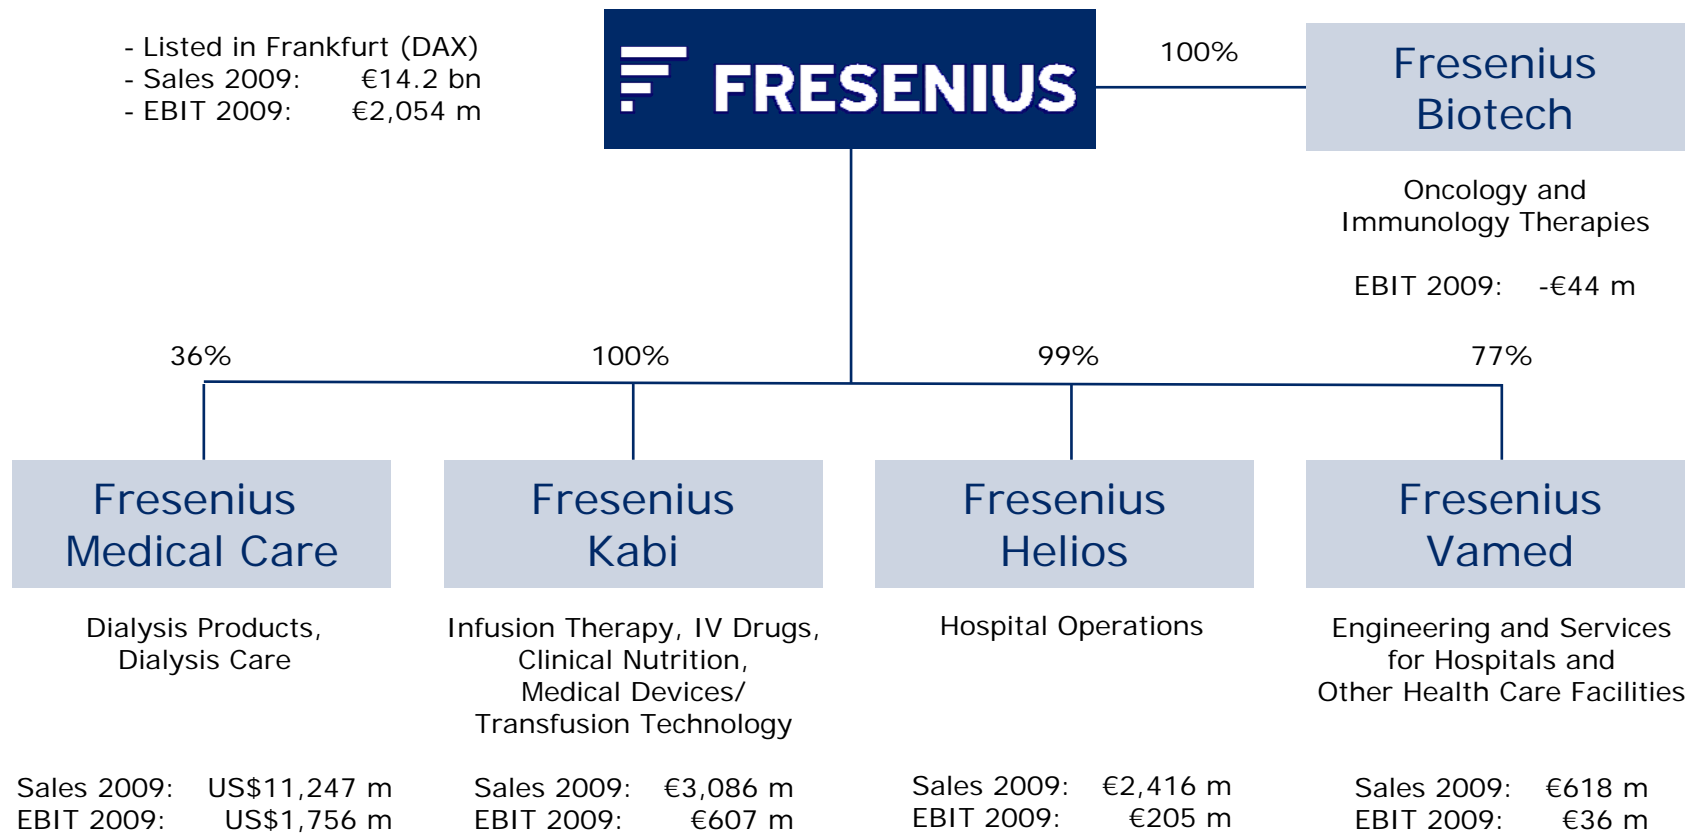 - Listed in Frankfurt (DAX)
- Sales 2009: €14.2 bn
- EBIT 2009: €2,054 m
FRESENIUS
100%
Fresenius
Biotech
Oncology and
Immunology Therapies
EBIT 2009: -€44 m
36%
100%
99%
77%
Fresenius
Medical Care
Dialysis Products,
Dialysis Care
Sales 2009: US$11,247 m
EBIT 2009: US$1,756 m
Fresenius
Kabi
Infusion Therapy, IV Drugs,
Clinical Nutrition,
Medical Devices/
Transfusion Technology
Sales 2009: €3,086 m
EBIT 2009: €607 m
Fresenius
Helios
Hospital Operations
Sales 2009: €2,416 m
EBIT 2009: €205 m
Fresenius
Vamed
Engineering and Services
for Hospitals and
Other Health Care Facilities
Sales 2009: €618 m
EBIT 2009: €36 m